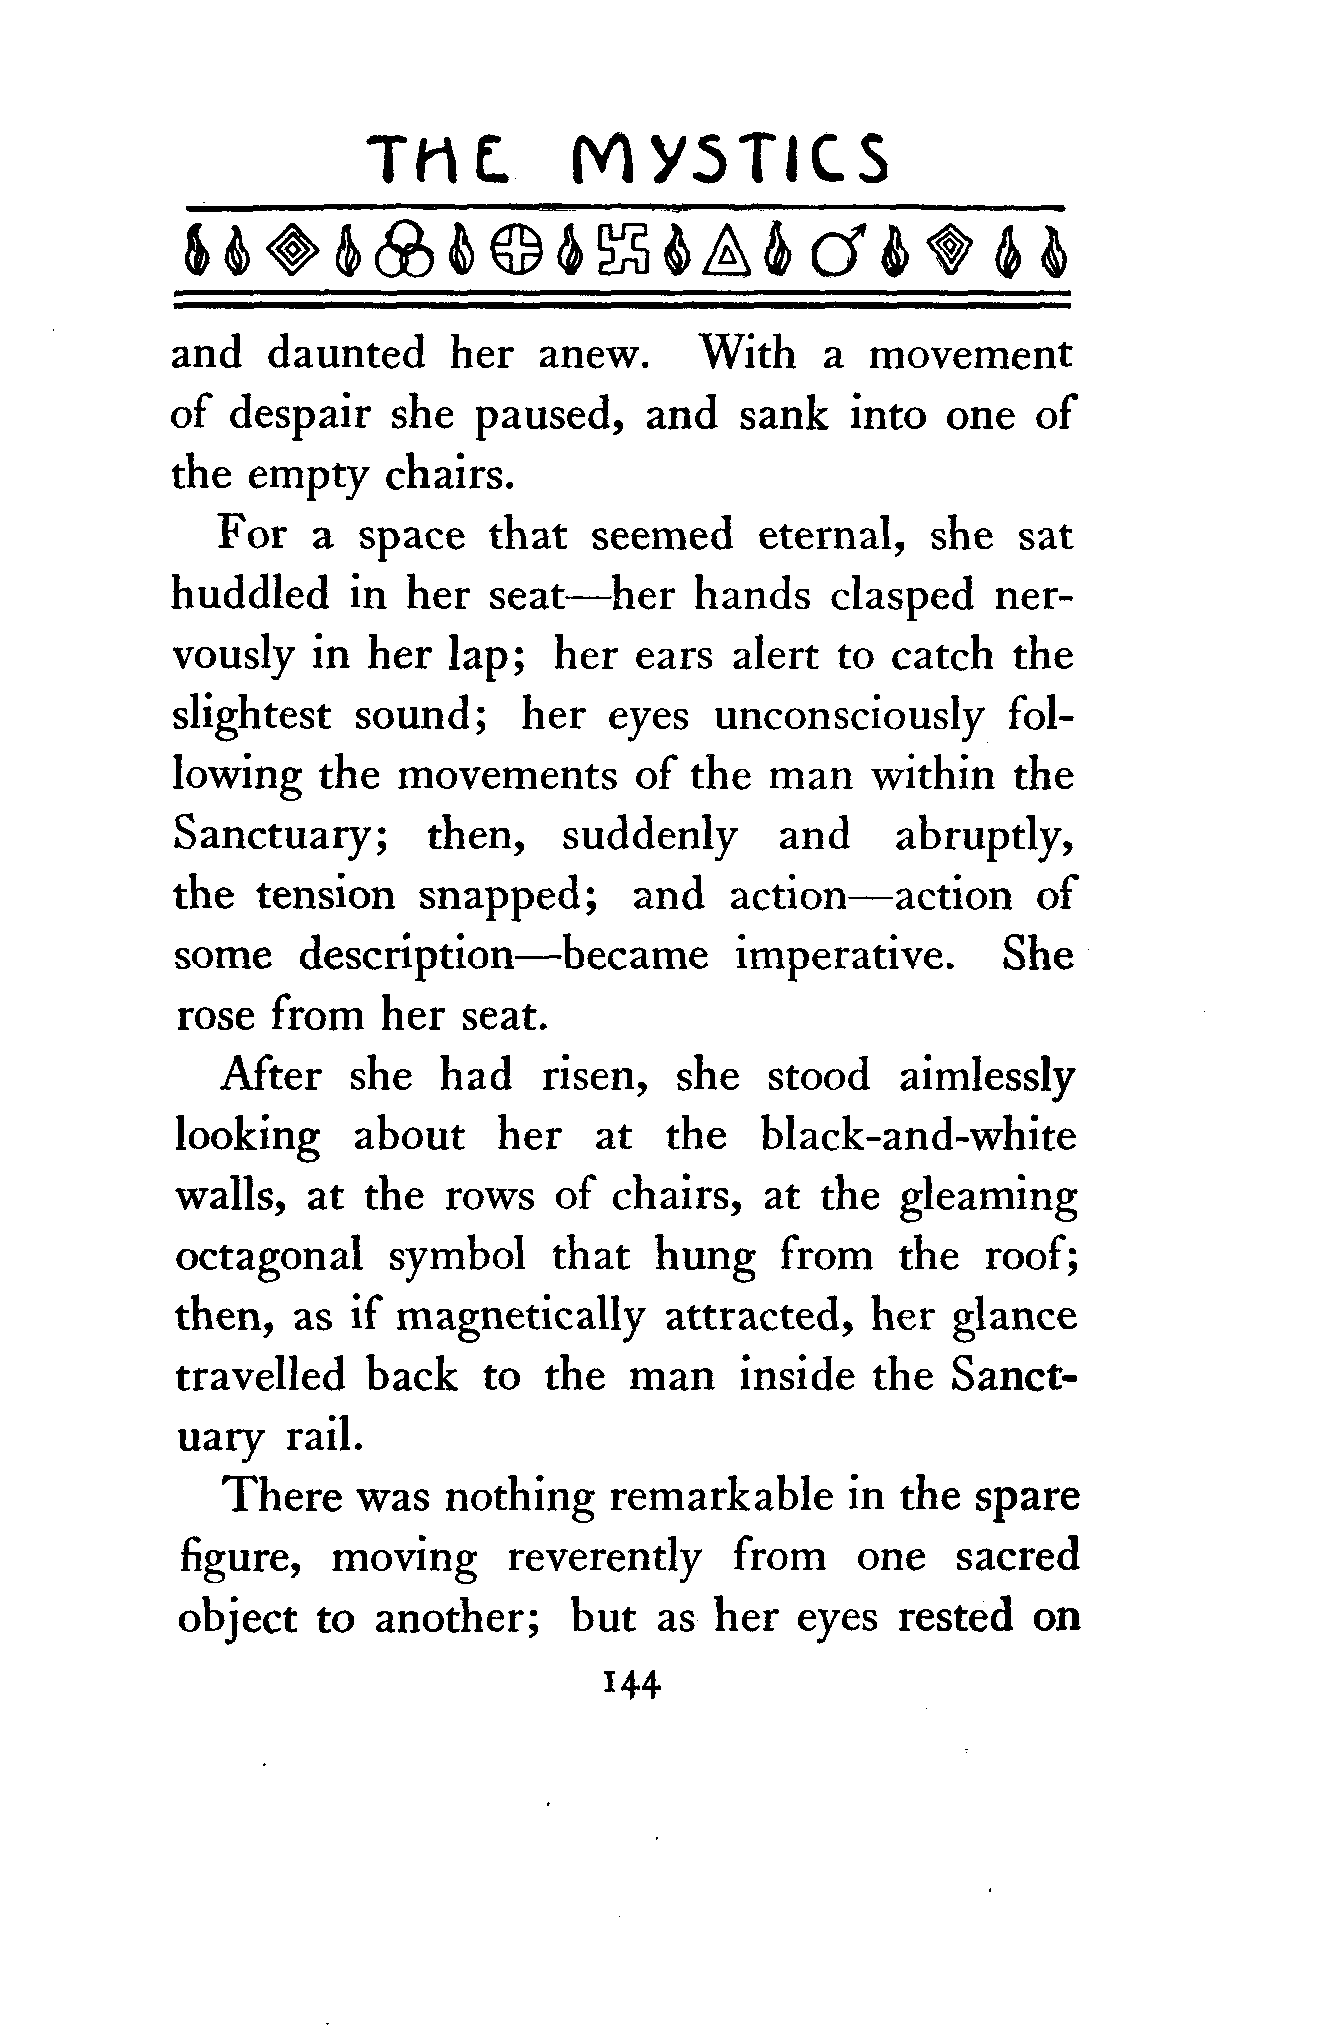 THE MYSTICS
and daunted her anew. With a movement
of despair she paused, and sank into one of
the empty chairs.
For a space that seemed eternal, she sat
huddled in her seat—her hands clasped ner-
vously in her lap; her ears alert to catch the
slightest sound; her eyes unconsciously fol-
lowing the movements of the man within the
Sanctuary; then, suddenly and abruptly,
the tension snapped; and action—action of
some description—became imperative. She
rose from her seat.
After she had risen, she stood aimlessly
looking about her at the black-and-white
walls, at the rows of chairs, at the gleaming
octagonal symbol that hung from the roof;
then, as if magnetically attracted, her glance
travelled back to the man inside the Sanct-
uary rail.
There was nothing remarkable in the spare
figure, moving reverently from one sacred
object to another; but as her eyes rested on
144